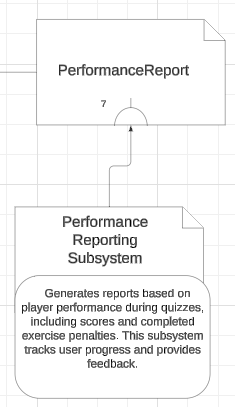 PerformanceReport
7
Performance
Reporting
Subsystem
Generates reports based on
player performance during quizzes,
including scores and completed
exercise penalties. This subsystem
tracks user progress and provides
feedback.